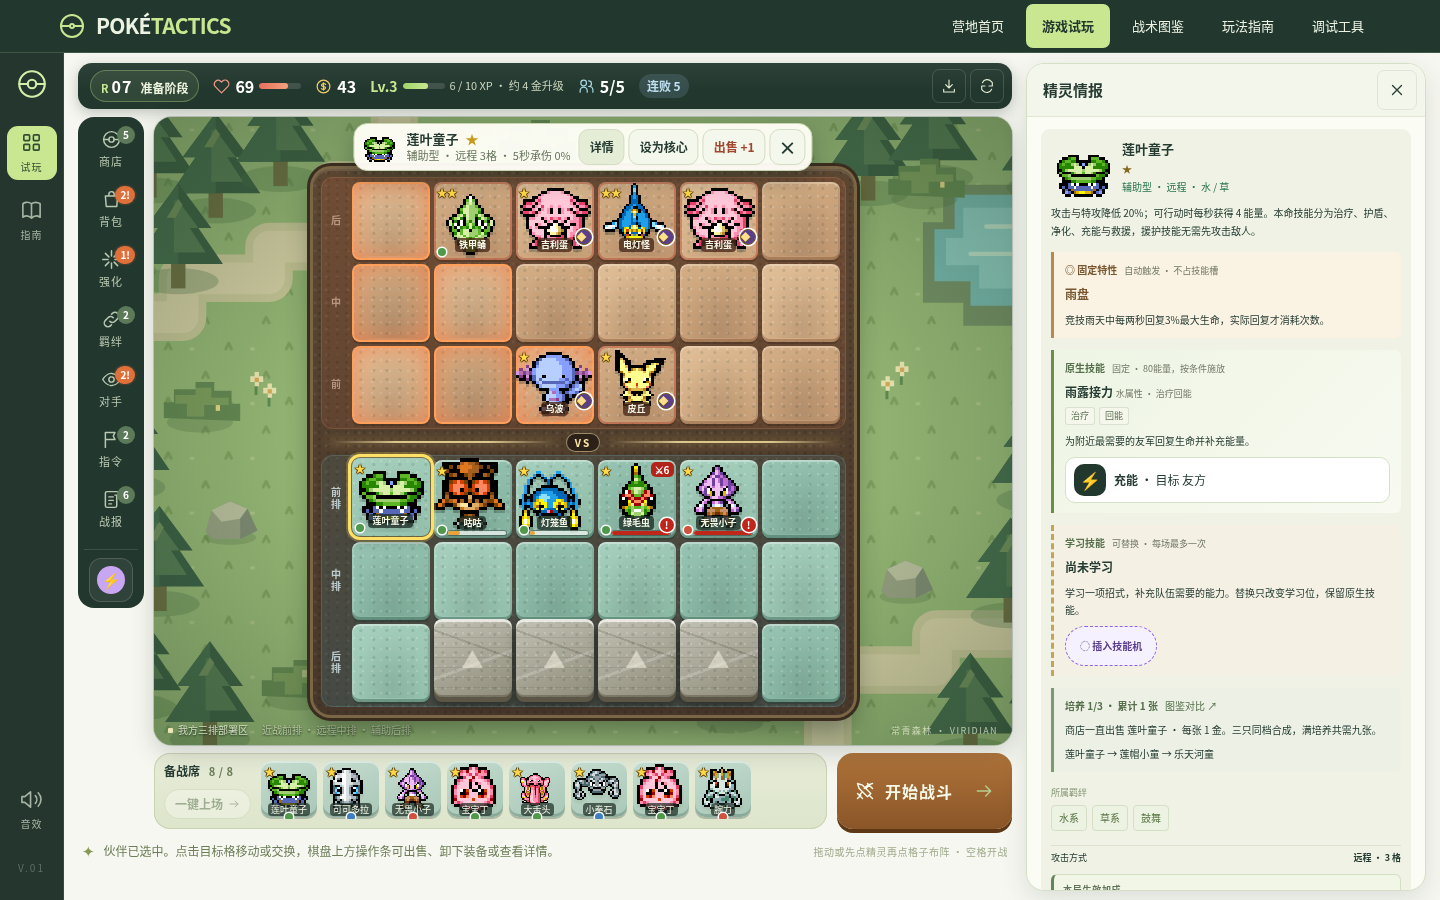 POKÉTACTICS
营地首页
游戏试玩
战术图鉴
玩法指南
调试工具
试玩
指南
音效
V.01
R 07 准备阶段
69
43
Lv.3
6 / 10 XP · 约 4 金升级
5/5
连败 5
5
商店
2!
背包
1!
强化
2
羁绊
2!
对手
2
指令
6
战报
莲叶童子 ★
辅助型 · 远程 3格 · 5秒承伤 0%
详情
设为核心
出售 +1
后
铁甲蛹
吉利蛋
电灯怪
吉利蛋
中
前
乌波
皮丘
VS
前排
莲叶童子
咕咕
灯笼鱼
6
绿毛虫
!
无畏小子
!
中排
后排
我方三排部署区
近战前排 · 远程中排 · 辅助后排
常青森林 · VIRIDIAN
备战席 8 / 8
一键上场 →
莲叶童子
可可多拉
无畏小子
宝宝丁
大舌头
小拳石
宝宝丁
腕力
开始战斗 →
伙伴已选中。点击目标格移动或交换，棋盘上方操作条可出售、卸下装备或查看详情。
拖动或先点精灵再点格子布阵 · 空格开战
精灵情报
莲叶童子
★
辅助型 · 远程 · 水 / 草
攻击与特攻降低 20%；可行动时每秒获得 4 能量。本命技能分为治疗、护盾、
净化、充能与救援，援护技能无需先攻击敌人。
◎ 固定特性 自动触发 · 不占技能槽
雨盘
竞技雨天中每两秒回复3%最大生命，实际回复才消耗次数。
原生技能 固定 · 80能量，按条件施放
雨露接力 水属性 · 治疗回能
治疗
回能
为附近最需要的友军回复生命并补充能量。
充能 · 目标 友方
学习技能 可替换 · 每场最多一次
尚未学习
学习一项招式，补充队伍需要的能力。替换只改变学习位，保留原生技
能。
插入技能机
培养 1/3 · 累计 1 张 图鉴对比 ↗
商店一直出售 莲叶童子 · 每张 1 金。三只同档合成，满培养共需九张。
莲叶童子 → 莲帽小童 → 乐天河童
所属羁绊
水系
草系
鼓舞
攻击方式
远程 · 3 格